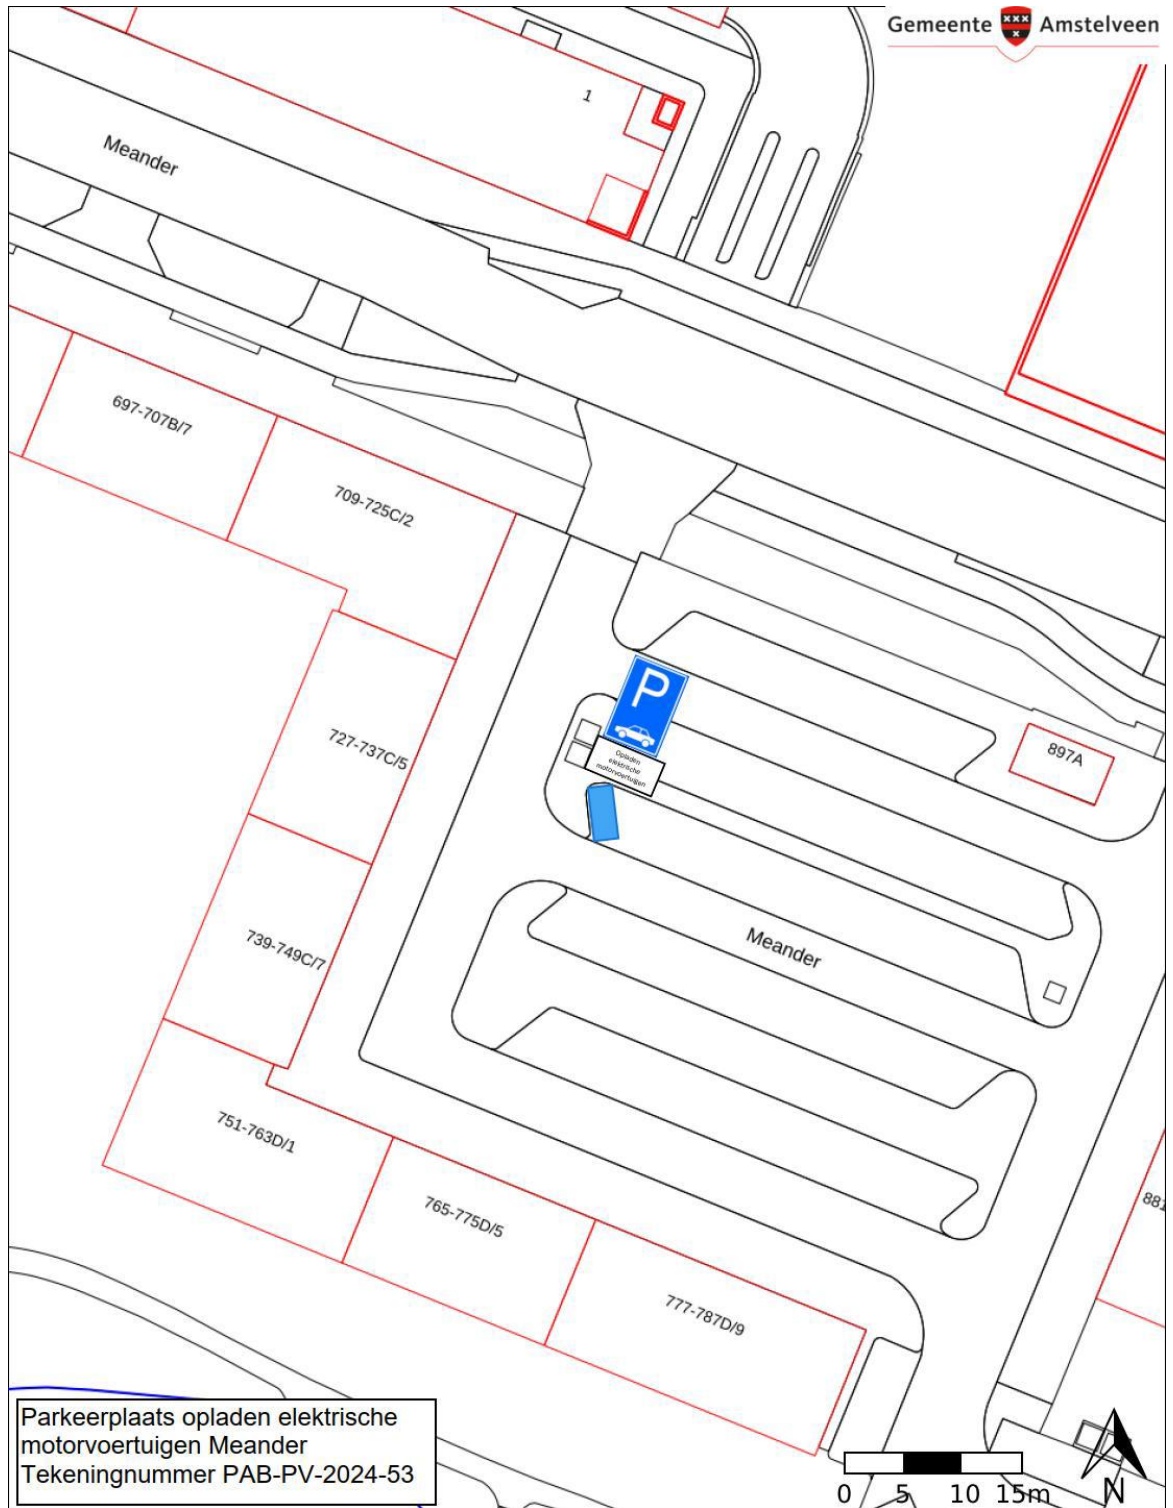 Gemeente Amstelveen
1
Meander
697-707B/7
709-725C/2
P
727-737C/5
897A
Opladen
elektrische
motorvoertuigen
739-749C/7
Meander
751-763D/1
765-775D/5
777-787D/9
Parkeerplaats opladen elektrische
motorvoertuigen Meander
Tekeningnummer PAB-PV-2024-53
0 5 10 15m
N